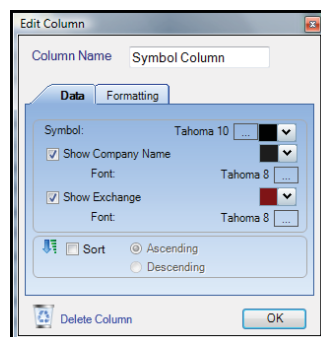 Edit Column
Column Name Symbol Column
Data Formatting
Symbol: Tahoma 10 ...
Show Company Name
Font: Tahoma 8 ...
Show Exchange
Font: Tahoma 8 ...
Sort Ascending
Descending
Delete Column OK